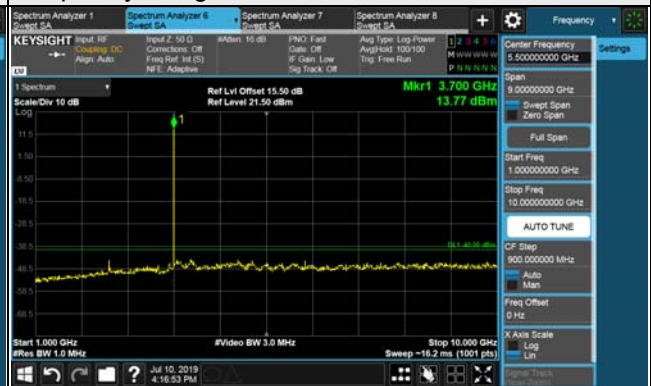 Spectrum Analyzer 1
Swept SA
Spectrum Analyzer 6
Swept SA
Spectrum Analyzer 7
Swept SA
Spectrum Analyzer 8
Swept SA
+
Frequency
KEYSIGHT
Input: RF
Coupling: DC
Align: Auto
Input Z: 50 Ω
Corrections: Off
Freq Ref: Int (S)
NFE: Adaptive
#Atten: 16 dB
PNO: Fast
Gate: Off
IF Gain: Low
Sig Track: Off
Avg Type: Log-Power
Avg|Hold: 100/100
Trig: Free Run
1 2 3 4 5 6
M W W W W W
P N N N N N
1 Spectrum
Scale/Div 10 dB
Log
Ref Lvl Offset 15.50 dB
Ref Level 21.50 dBm
Mkr1 3.700 GHz
13.77 dBm
1
11.5
1.50
-8.50
-18.5
-28.5
-38.5
-48.5
-58.5
-68.5
Start 1.000 GHz
#Res BW 1.0 MHz
#Video BW 3.0 MHz
Stop 10.000 GHz
Sweep ~16.2 ms (1001 pts)
Center Frequency
5.500000000 GHz
Settings
Span
9.00000000 GHz
Swept Span
Zero Span
Full Span
Start Freq
1.000000000 GHz
Stop Freq
10.000000000 GHz
AUTO TUNE
CF Step
900.000000 MHz
Auto
Man
Freq Offset
0 Hz
X Axis Scale
Log
Lin
Signal Track
?
Jul 10, 2019
4:16:53 PM